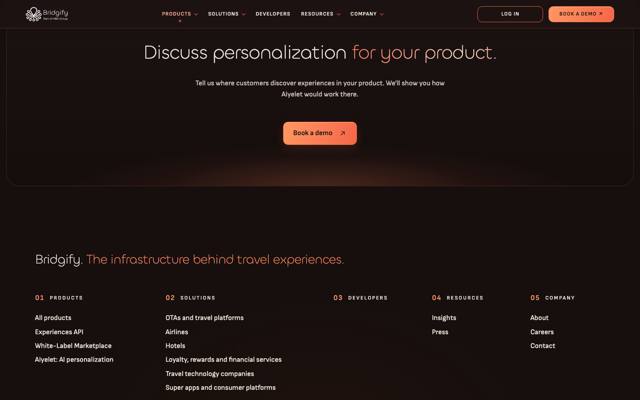 Bridgify
PRODUCTS
SOLUTIONS
DEVELOPERS
RESOURCES
COMPANY
LOG IN
BOOK A DEMO ↗
Discuss personalization for your product.
Tell us where customers discover experiences in your product. We'll show you how
Aiyelet would work there.
Book a demo ↗
Bridgify. The infrastructure behind travel experiences.
01 PRODUCTS
All products
Experiences API
White-Label Marketplace
Aiyelet: AI personalization
02 SOLUTIONS
OTAs and travel platforms
Airlines
Hotels
Loyalty, rewards and financial services
Travel technology companies
Super apps and consumer platforms
03 DEVELOPERS
04 RESOURCES
Insights
Press
05 COMPANY
About
Careers
Contact